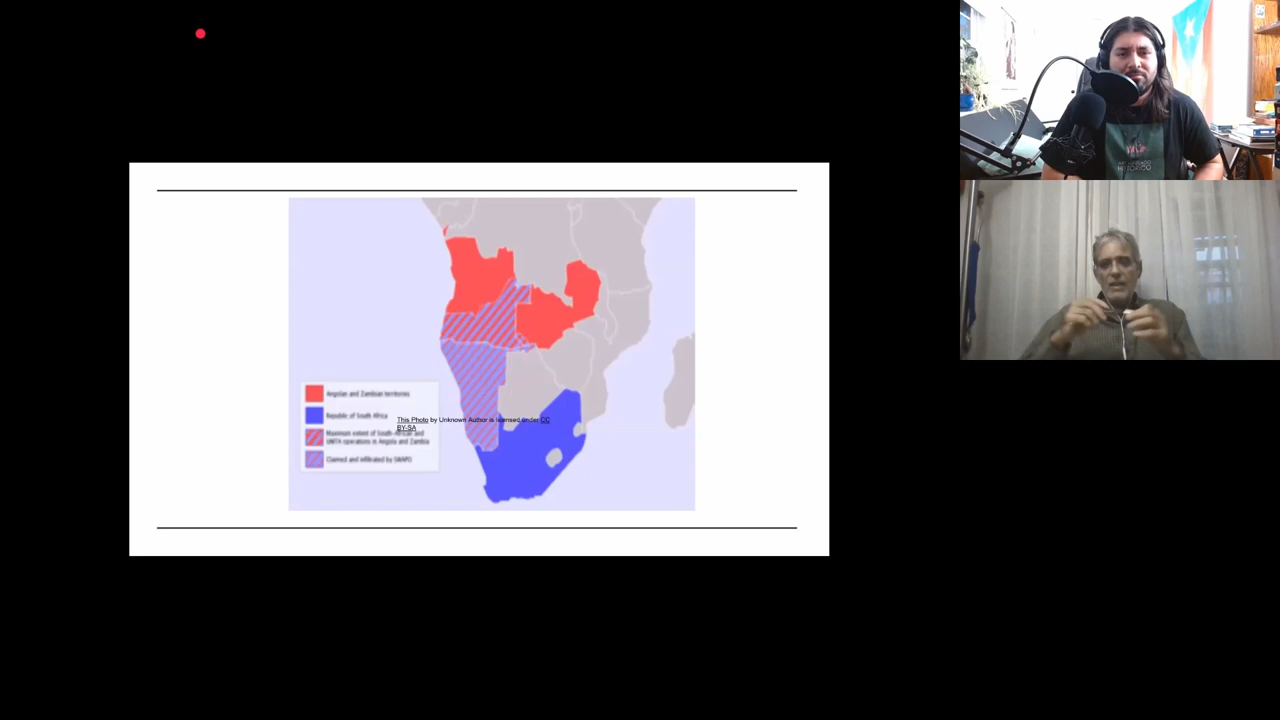 Angolan and Zambian territories
Republic of South Africa
Maximum extent of South African and
UNITA operations in Angola and Zambia
Claimed and infiltrated by SWAPO
This Photo by Unknown Author is licensed under CC
BY-SA
HISTORICO